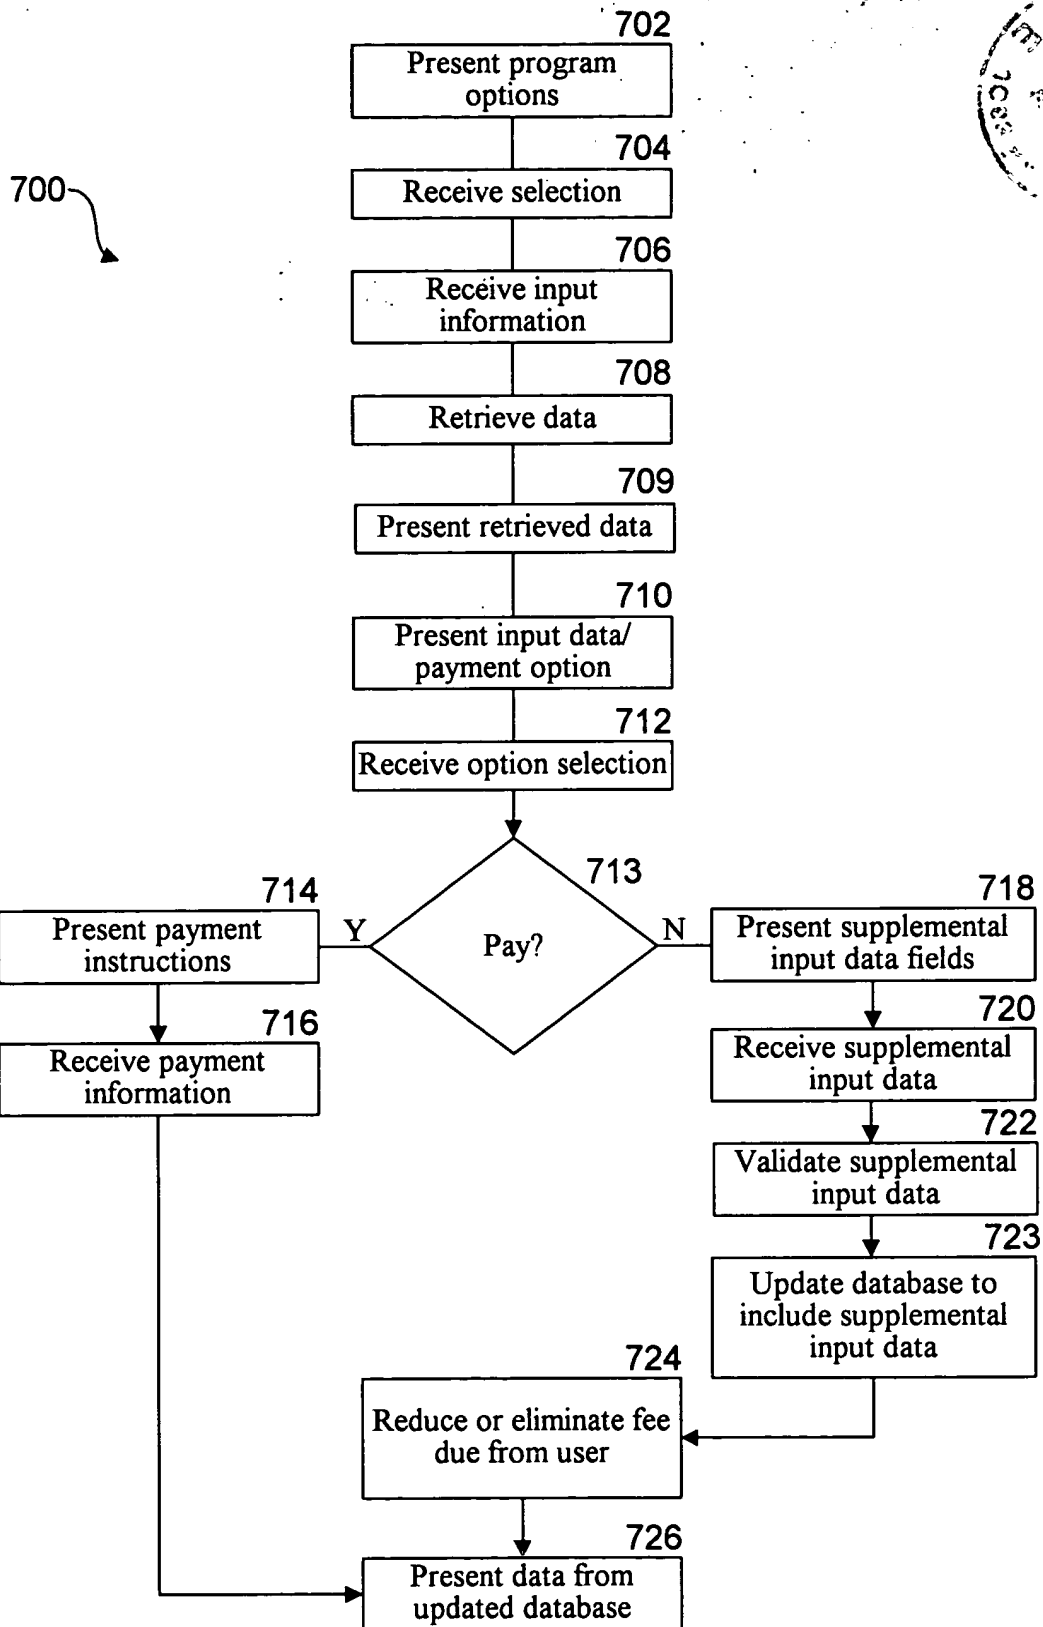 702
Present program
options
704
Receive selection
700
706
Receive input
information
708
Retrieve data
709
Present retrieved data
710
Present input data/
payment option
712
Receive option selection
713
Pay?
Y
N
714
Present payment
instructions
716
Receive payment
information
718
Present supplemental
input data fields
720
Receive supplemental
input data
722
Validate supplemental
input data
723
Update database to
include supplemental
input data
724
Reduce or eliminate fee
due from user
726
Present data from
updated database